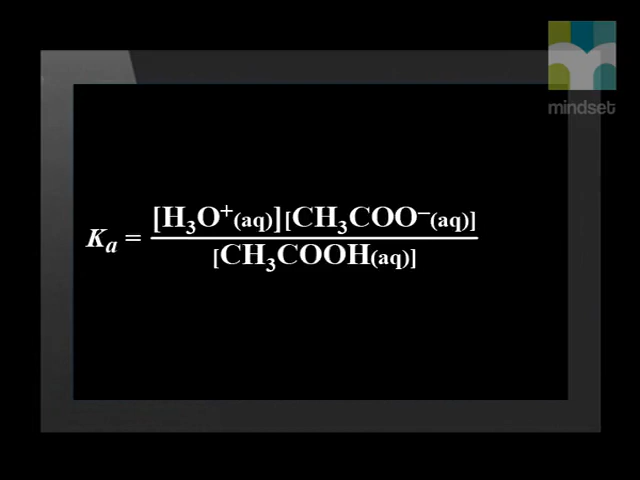 mindset
Kₐ = [H₃O⁺(aq)][CH₃COO⁻(aq)]
[CH₃COOH(aq)]